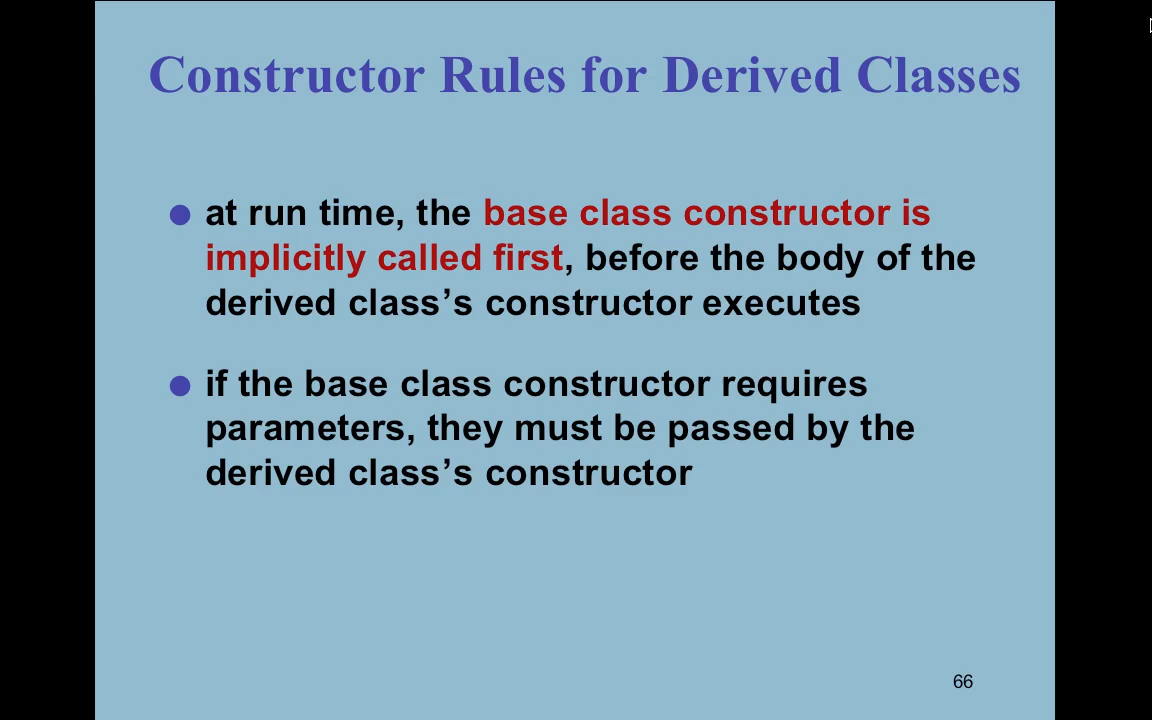 Constructor Rules for Derived Classes
at run time, the base class constructor is
implicitly called first, before the body of the
derived class’s constructor executes
if the base class constructor requires
parameters, they must be passed by the
derived class’s constructor
66